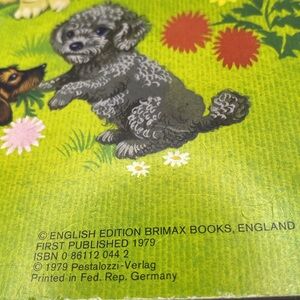 © ENGLISH EDITION BRIMAX BOOKS, ENGLAND
FIRST PUBLISHED 1979
ISBN 0 86112 044 2
© 1979 Pestalozzi-Verlag
Printed in Fed. Rep. Germany